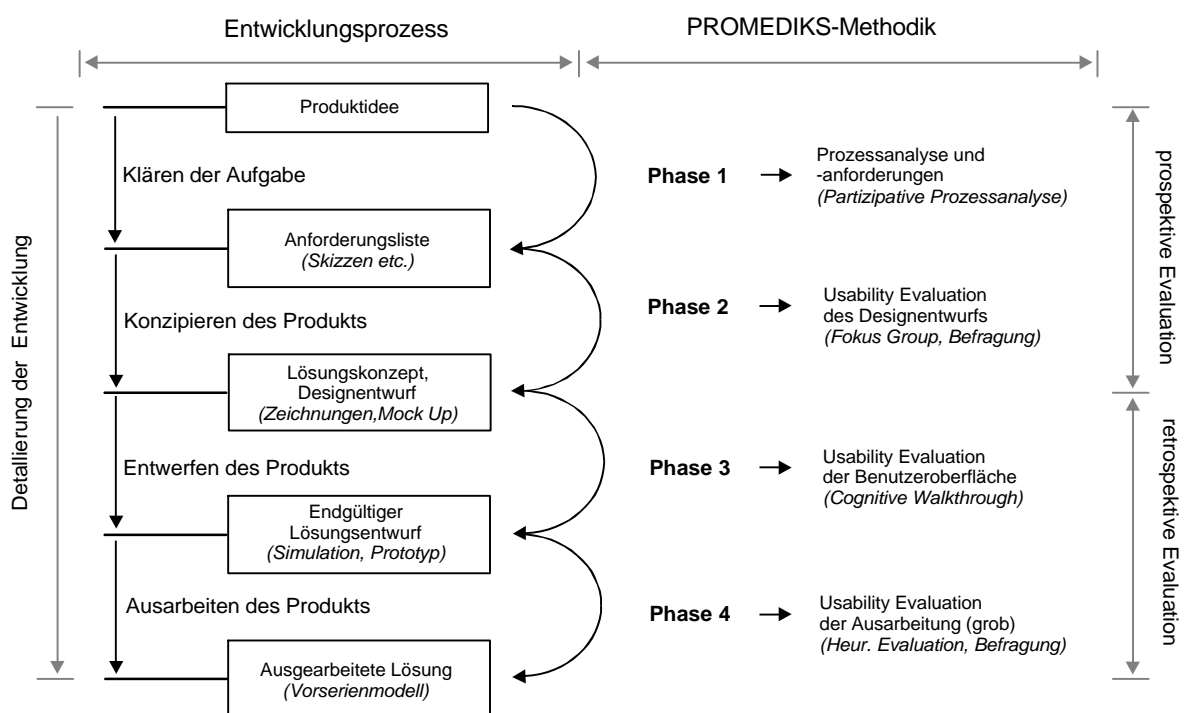 Entwicklungsprozess
PROMEDIKS-Methodik
Produktidee
Klären der Aufgabe
Phase 1
Prozessanalyse und
-anforderungen
(Partizipative Prozessanalyse)
Anforderungsliste
(Skizzen etc.)
Konzipieren des Produkts
Phase 2
Usability Evaluation
des Designentwurfs
(Fokus Group, Befragung)
Lösungskonzept,
Designentwurf
(Zeichnungen,Mock Up)
Entwerfen des Produkts
Phase 3
Usability Evaluation
der Benutzeroberfläche
(Cognitive Walkthrough)
Endgültiger
Lösungsentwurf
(Simulation, Prototyp)
Ausarbeiten des Produkts
Phase 4
Usability Evaluation
der Ausarbeitung (grob)
(Heur. Evaluation, Befragung)
Ausgearbeitete Lösung
(Vorserienmodell)
Detallierung der Entwicklung
prospektive Evaluation
retrospektive Evaluation